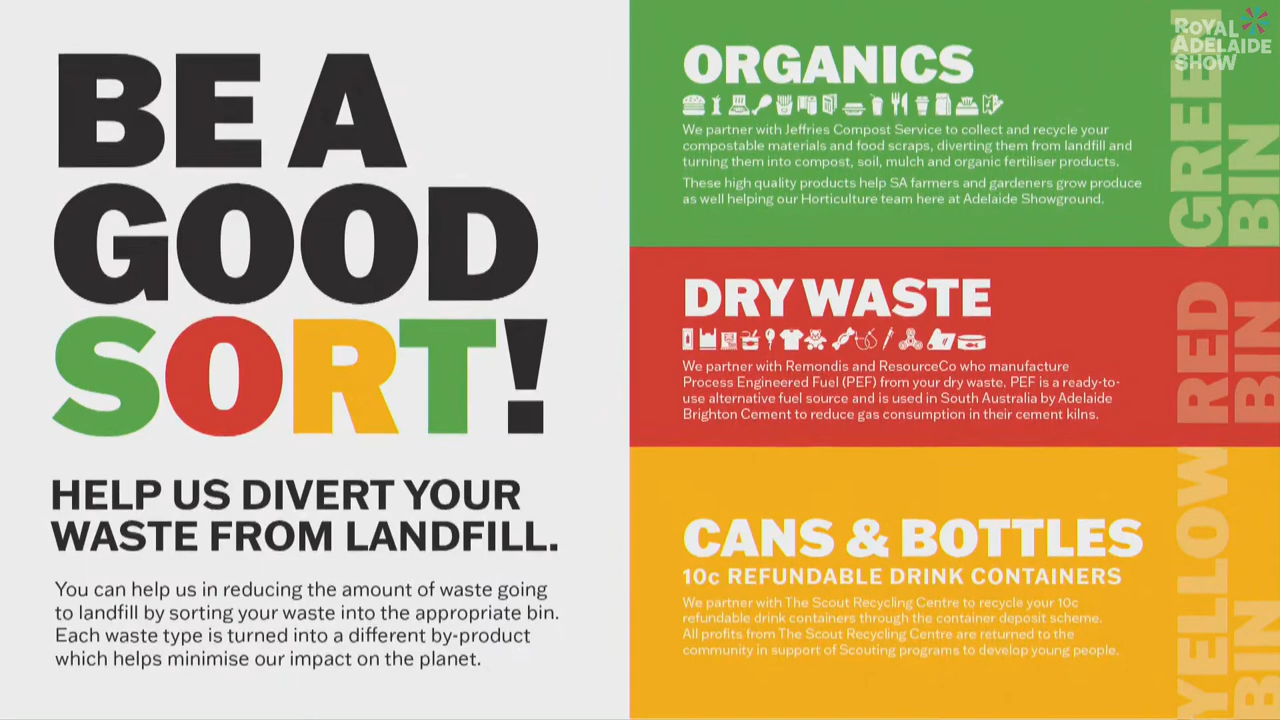 BE A
GOOD
SORT!
HELP US DIVERT YOUR
WASTE FROM LANDFILL.
You can help us in reducing the amount of waste going
to landfill by sorting your waste into the appropriate bin.
Each waste type is turned into a different by-product
which helps minimise our impact on the planet.
ORGANICS
We partner with Jeffries Compost Service to collect and recycle your
compostable materials and food scraps, diverting them from landfill and
turning them into compost, soil, mulch and organic fertiliser products.
These high quality products help SA farmers and gardeners grow produce
as well helping our Horticulture team here at Adelaide Showground.
GREEN
BIN
DRY WASTE
We partner with Remondis and ResourceCo who manufacture
Process Engineered Fuel (PEF) from your dry waste. PEF is a ready-to-
use alternative fuel source and is used in South Australia by Adelaide
Brighton Cement to reduce gas consumption in their cement kilns.
RED
BIN
CANS & BOTTLES
10c REFUNDABLE DRINK CONTAINERS
We partner with The Scout Recycling Centre to recycle your 10c
refundable drink containers through the container deposit scheme.
All profits from The Scout Recycling Centre are returned to the
community in support of Scouting programs to develop young people.
YELLOW
BIN
ROYAL
ADELAIDE
SHOW